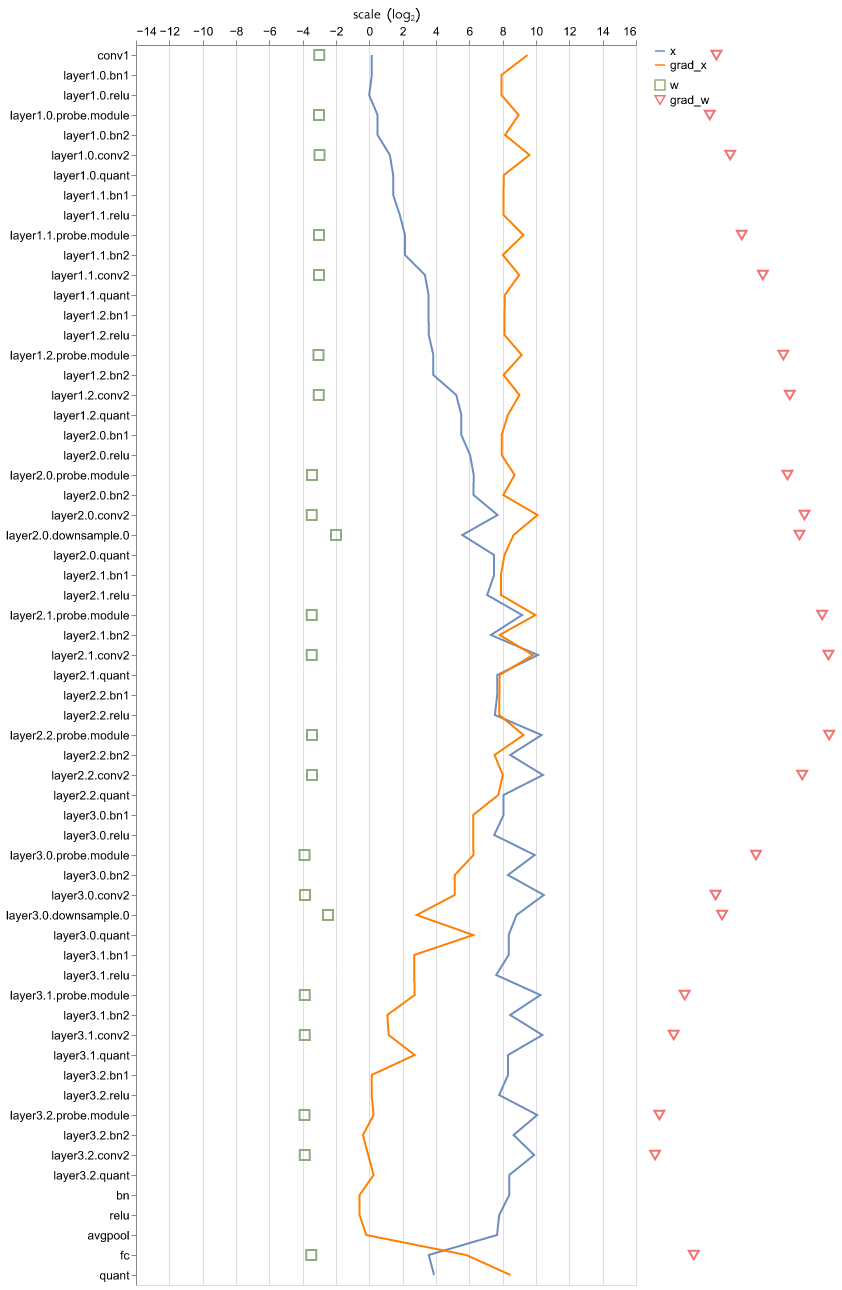 scale (log₂)
−14 −12 −10 −8 −6 −4 −2 0 2 4 6 8 10 12 14 16
conv1
x
grad_x
layer1.0.bn1
w
layer1.0.relu
grad_w
layer1.0.probe.module
layer1.0.bn2
layer1.0.conv2
layer1.0.quant
layer1.1.bn1
layer1.1.relu
layer1.1.probe.module
layer1.1.bn2
layer1.1.conv2
layer1.1.quant
layer1.2.bn1
layer1.2.relu
layer1.2.probe.module
layer1.2.bn2
layer1.2.conv2
layer1.2.quant
layer2.0.bn1
layer2.0.relu
layer2.0.probe.module
layer2.0.bn2
layer2.0.conv2
layer2.0.downsample.0
layer2.0.quant
layer2.1.bn1
layer2.1.relu
layer2.1.probe.module
layer2.1.bn2
layer2.1.conv2
layer2.1.quant
layer2.2.bn1
layer2.2.relu
layer2.2.probe.module
layer2.2.bn2
layer2.2.conv2
layer2.2.quant
layer3.0.bn1
layer3.0.relu
layer3.0.probe.module
layer3.0.bn2
layer3.0.conv2
layer3.0.downsample.0
layer3.0.quant
layer3.1.bn1
layer3.1.relu
layer3.1.probe.module
layer3.1.bn2
layer3.1.conv2
layer3.1.quant
layer3.2.bn1
layer3.2.relu
layer3.2.probe.module
layer3.2.bn2
layer3.2.conv2
layer3.2.quant
bn
relu
avgpool
fc
quant